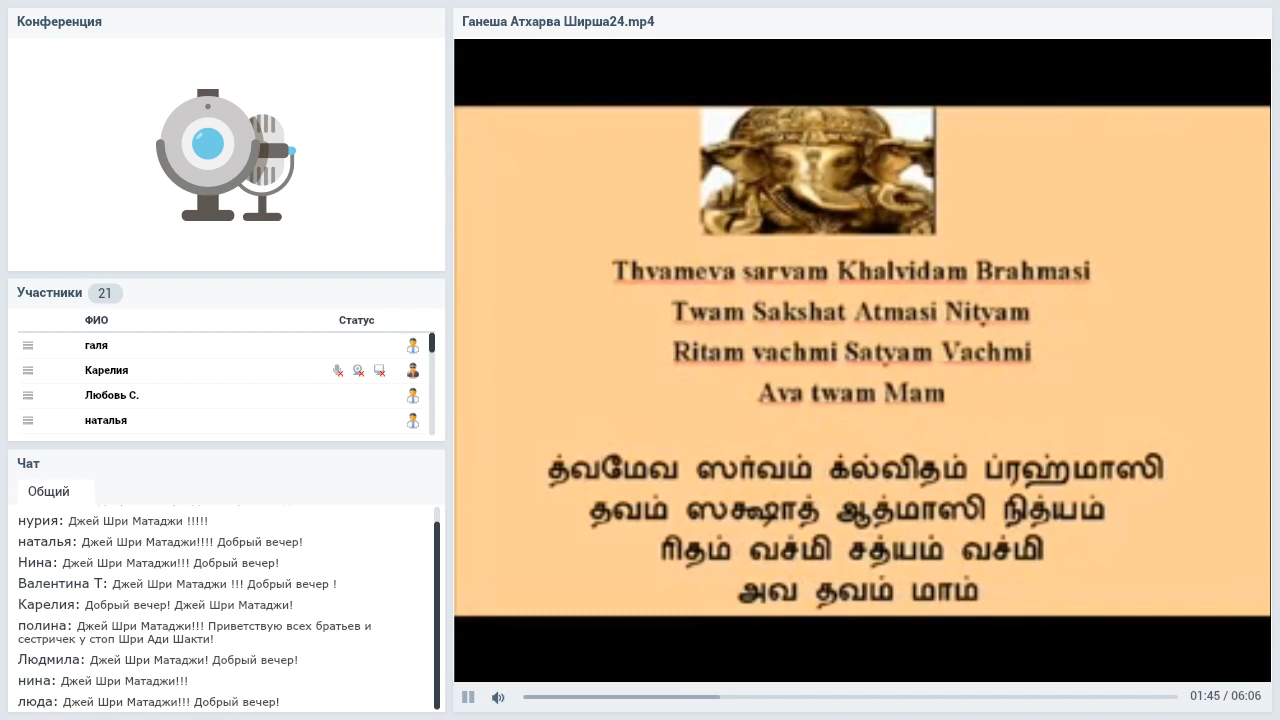 Конференция
Участники 21
ФИО Статус
галя
Карелия
Любовь С.
наталья
Чат
Общий
нурия: Джей Шри Матаджи !!!!!
наталья: Джей Шри Матаджи!!!! Добрый вечер!
Нина: Джей Шри Матаджи!!! Добрый вечер!
Валентина Т: Джей Шри Матаджи !!! Добрый вечер !
Карелия: Добрый вечер! Джей Шри Матаджи!
полина: Джей Шри Матаджи!!! Приветствую всех братьев и
сестричек у стоп Шри Ади Шакти!
Людмила: Джей Шри Матаджи! Добрый вечер!
нина: Джей Шри Матаджи!!!
люда: Джей Шри Матаджи!!! Добрый вечер!
Ганеша Атхарва Ширша24.mp4
Thvameva sarvam Khalvidam Brahmasi
Twam Sakshat Atmasi Nityam
Ritam vachmi Satyam Vachmi
Ava twam Mam
த்வமேவ ஸர்வம் க்ல்விதம் ப்ரஹ்மாஸி
தவம் ஸக்ஷாத் ஆத்மாஸி நித்யம்
ரிதம் வச்மி சத்யம் வச்மி
அவ தவம் மாம்
01:45 / 06:06